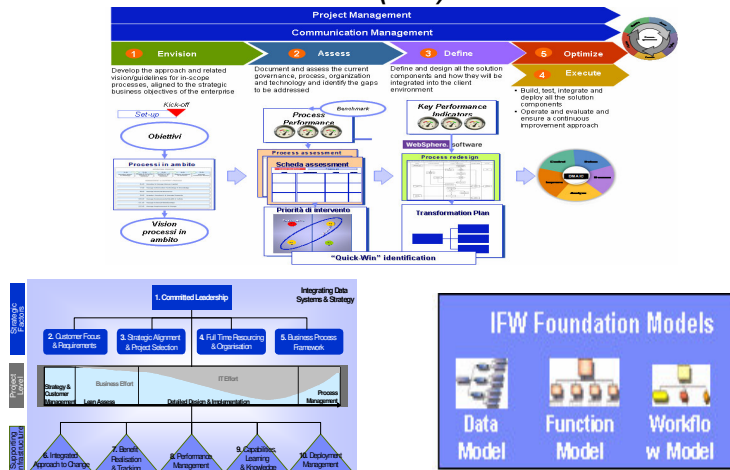 Project Management
Communication Management
1 Envision
2 Assess
3 Define
5 Optimize
4 Execute
Develop the approach and related
vision/guidelines for in-scope
processes, aligned to the strategic
business objectives of the enterprise
Document and assess the current
governance, process, organization
and technology and identify the gaps
to be addressed
Define and design all the solution
components and how they will be
integrated into the client
environment
• Build, test, integrate and
deploy all the solution
components
• Operate and evaluate and
ensure a continuous
improvement approach
Kick-off
Set-up
Obiettivi
Processi in ambito
Vision
processi in
ambito
Benchmark
Process
Performance
Process assessment
Scheda assessment
Priorità di intervento
Key Performance
Indicators
WebSphere. software
Process redesign
Transformation Plan
DMAIC
"Quick-Win" identification
Strategic
Factors
1. Committed Leadership
Integrating Data
Systems & Strategy
2. Customer Focus
& Requirements
3. Strategic Alignment
& Project Selection
4. Full Time Resourcing
& Organisation
5. Business Process
Framework
Project
Level
Strategy &
Customer
Management
Business Effort
Lean Assess
IT Effort
Detailed Design & Implementation
Process
Management
Supporting
Infrastructure
6. Integrated
Approach to Change
7. Benefit
Realisation
& Tracking
8. Performance
Management
9. Capabilities,
Learning
& Knowledge
10. Deployment
Management
IFW Foundation Models
Data
Model
Function
Model
Workflo
w Model